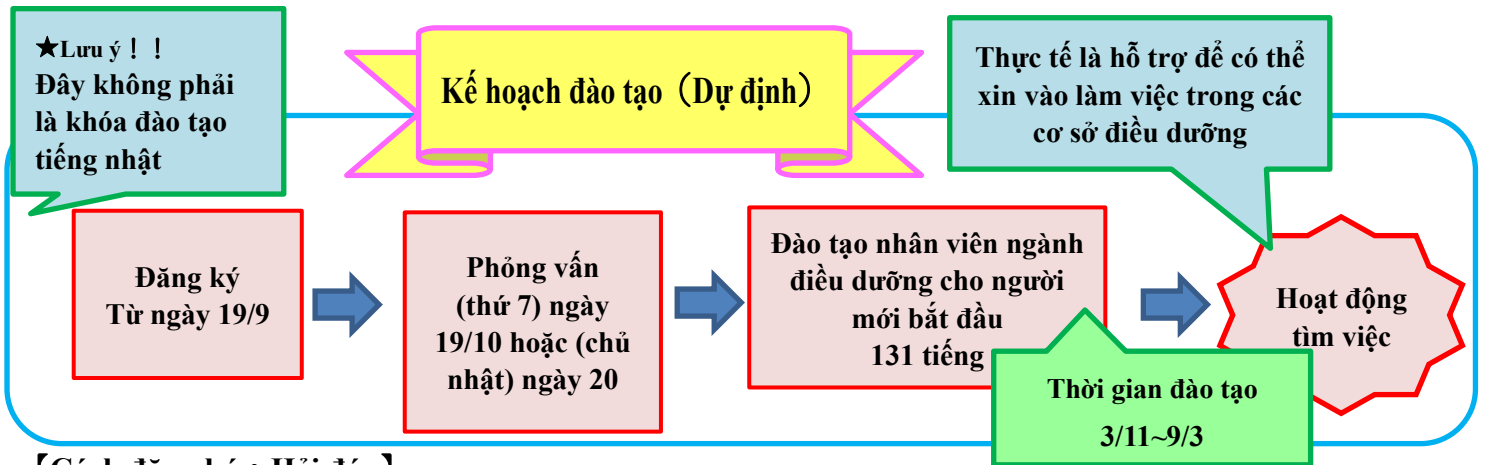 ★Lưu ý！！
Đây không phải
là khóa đào tạo
tiếng nhật
Kế hoạch đào tạo（Dự định）
Thực tế là hỗ trợ để có thể
xin vào làm việc trong các
cơ sở điều dưỡng
Đăng ký
Từ ngày 19/9
Phỏng vấn
(thứ 7) ngày
19/10 hoặc (chủ
nhật) ngày 20
Đào tạo nhân viên ngành
điều dưỡng cho người
mới bắt đầu
131 tiếng
Thời gian đào tạo
3/11~9/3
Hoạt động
tìm việc